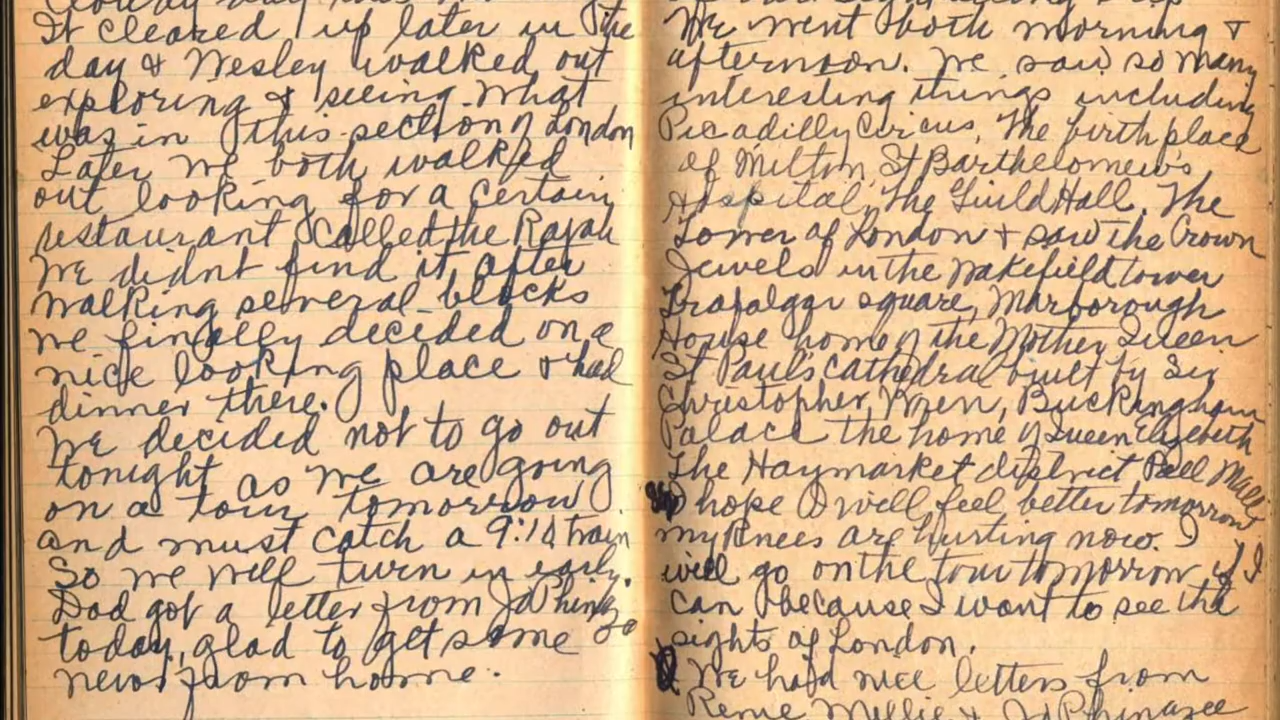 It cleared up later in the
day & Wesley walked out
exploring & seeing what
was in this section of London
Later we both walked
out looking for a certain
restaurant called the Rajah
We didnt find it, after
walking several blocks
we finally decided on a
nice looking place & had
dinner there.
We decided not to go out
tonight as we are going
on a tour tomorrow
and must catch a 9:10 train
So we will turn in early.
Dad got a letter from
today, glad to get some
news from home.
We went both morning &
afternoon. We saw so many
interesting things including
Picadilly Circus, The birthplace
of Milton, St Bartholomew's
Hospital, The Guild Hall, The
Tower of London & saw the Crown
Jewels in the Wakefield tower
Trafalgar square, Marborough
House home of the Mother Queen
St Paul's cathedral built by Sir
Christopher Wren, Buckingham
Palace the home of Queen Elizabeth
The Haymarket district Pall Mall
I hope I will feel better tomorrow
my knees are hurting now. I
will go on the tour tomorrow if I
can because I want to see the
sights of London.
We had nice letters from